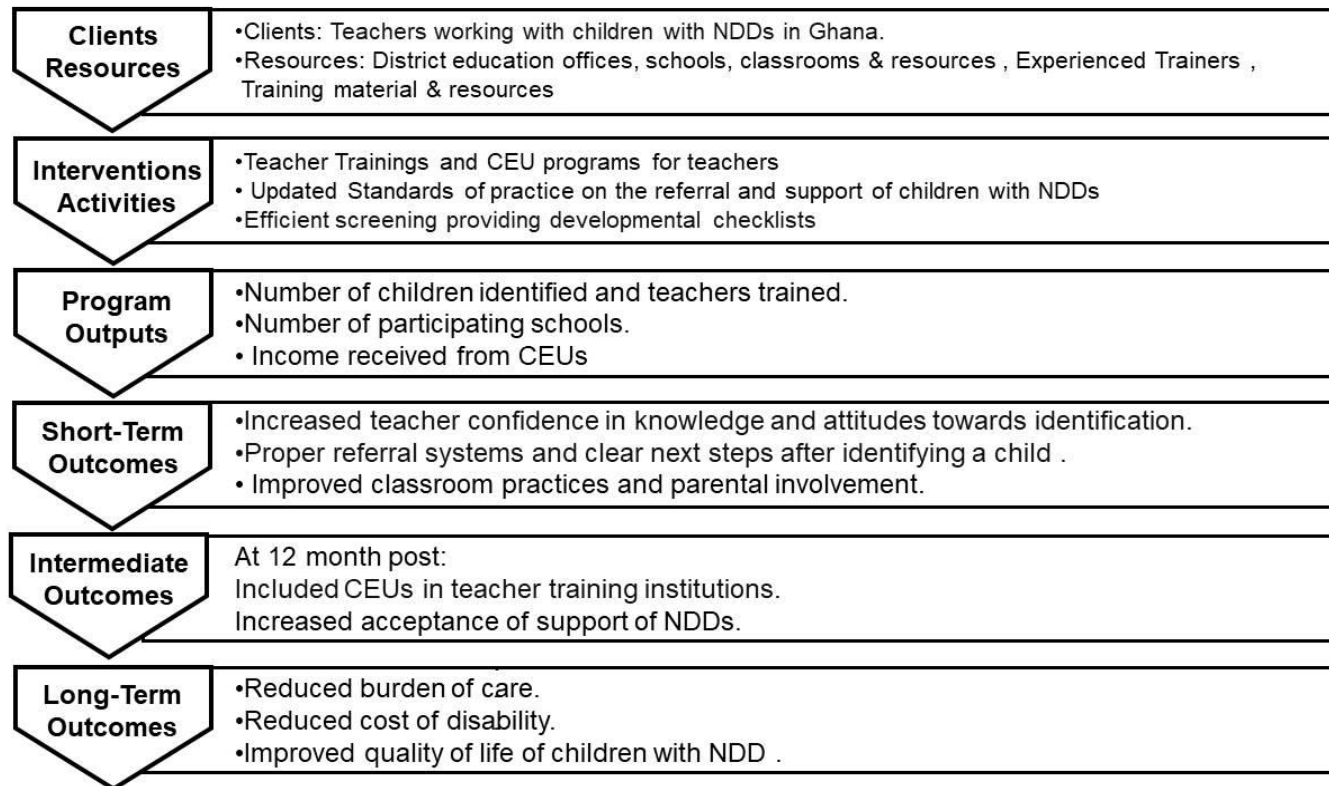 Clients
Resources
•Clients: Teachers working with children with NDDs in Ghana.
•Resources: District education offices, schools, classrooms & resources , Experienced Trainers ,
Training material & resources
Interventions
Activities
•Teacher Trainings and CEU programs for teachers
• Updated Standards of practice on the referral and support of children with NDDs
•Efficient screening providing developmental checklists
Program
Outputs
•Number of children identified and teachers trained.
•Number of participating schools.
• Income received from CEUs
Short-Term
Outcomes
•Increased teacher confidence in knowledge and attitudes towards identification.
•Proper referral systems and clear next steps after identifying a child .
• Improved classroom practices and parental involvement.
Intermediate
Outcomes
At 12 month post:
Included CEUs in teacher training institutions.
Increased acceptance of support of NDDs.
Long-Term
Outcomes
•Reduced burden of care.
•Reduced cost of disability.
•Improved quality of life of children with NDD .